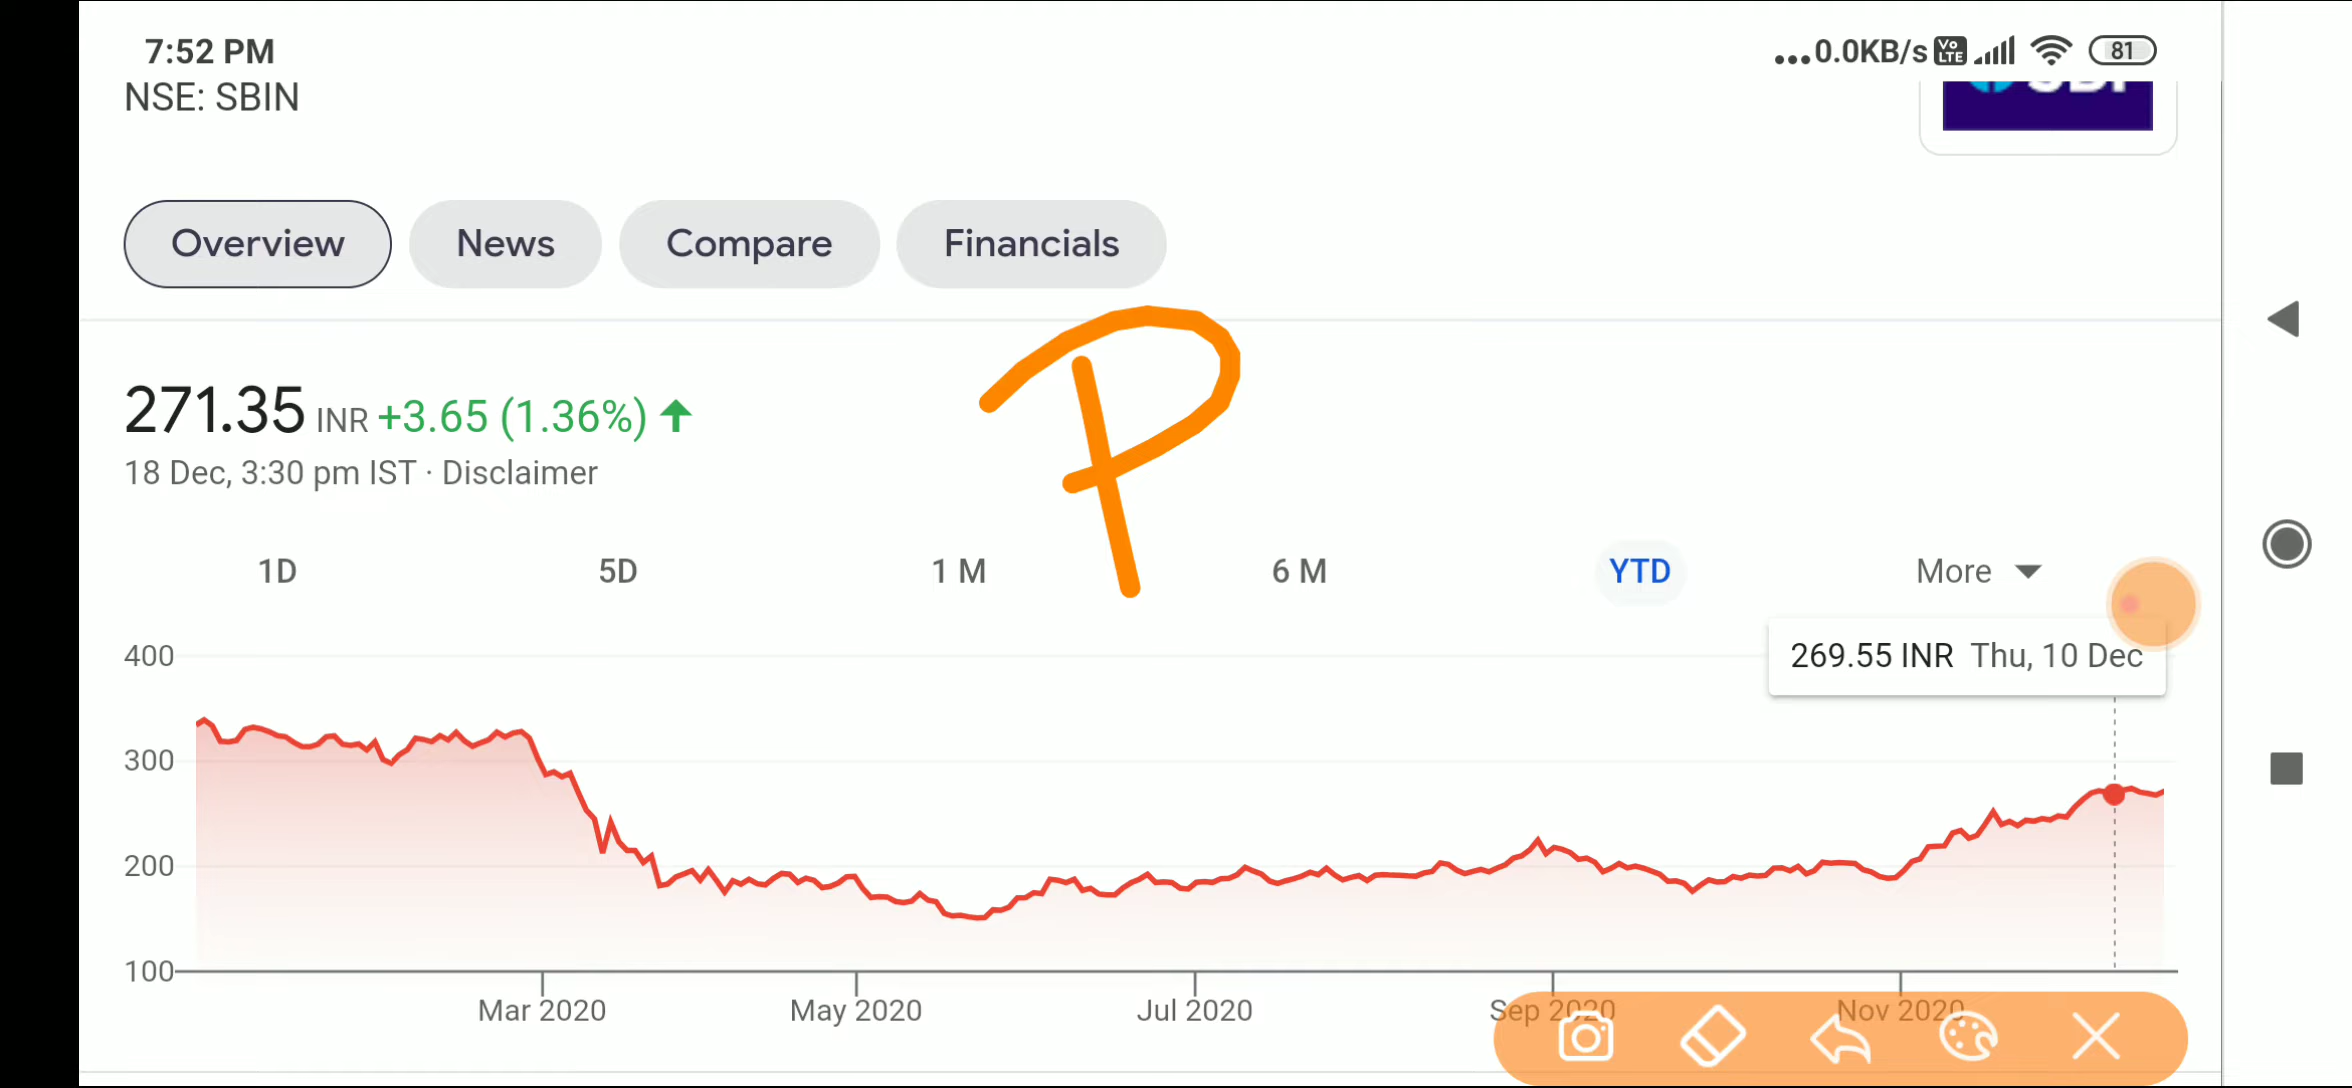 7:52 PM
...0.0KB/s Vo LTE 81
NSE: SBIN
Overview News Compare Financials
P
271.35 INR +3.65 (1.36%)
18 Dec, 3:30 pm IST · Disclaimer
1D 5D 1 M 6 M YTD More
269.55 INR Thu, 10 Dec
400
300
200
100
Mar 2020 May 2020 Jul 2020 Sep 2020 Nov 2020